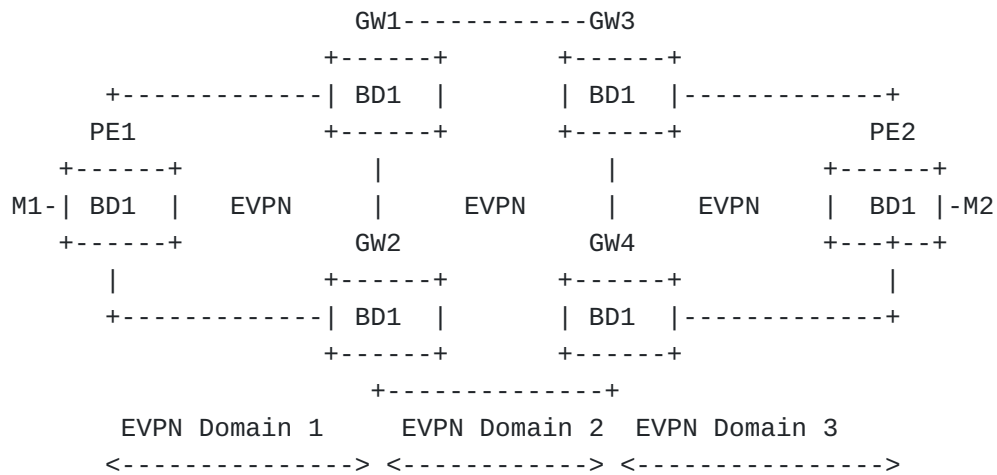 GW1------------GW3
                    +------+       +------+
      +-------------| BD1  |       | BD1  |-------------+
     PE1            +------+       +------+            PE2
   +------+            |              |             +------+
M1-| BD1  |   EVPN     |     EVPN     |     EVPN    |  BD1 |-M2
   +------+           GW2            GW4            +---+--+
      |             +------+       +------+             |
      +-------------| BD1  |       | BD1  |-------------+
                    +------+       +------+
                       +--------------+
       EVPN Domain 1     EVPN Domain 2  EVPN Domain 3
      <---------------> <------------> <---------------->